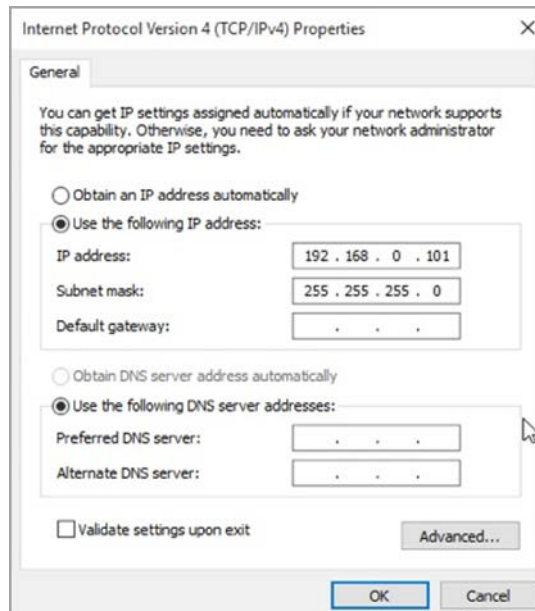 Internet Protocol Version 4 (TCP/IPv4) Properties
General
You can get IP settings assigned automatically if your network supports
this capability. Otherwise, you need to ask your network administrator
for the appropriate IP settings.
Obtain an IP address automatically
Use the following IP address:
IP address: 192 . 168 . 0 . 101
Subnet mask: 255 . 255 . 255 . 0
Default gateway: . . .
Obtain DNS server address automatically
Use the following DNS server addresses:
Preferred DNS server: . . .
Alternate DNS server: . . .
Validate settings upon exit
Advanced...
OK Cancel